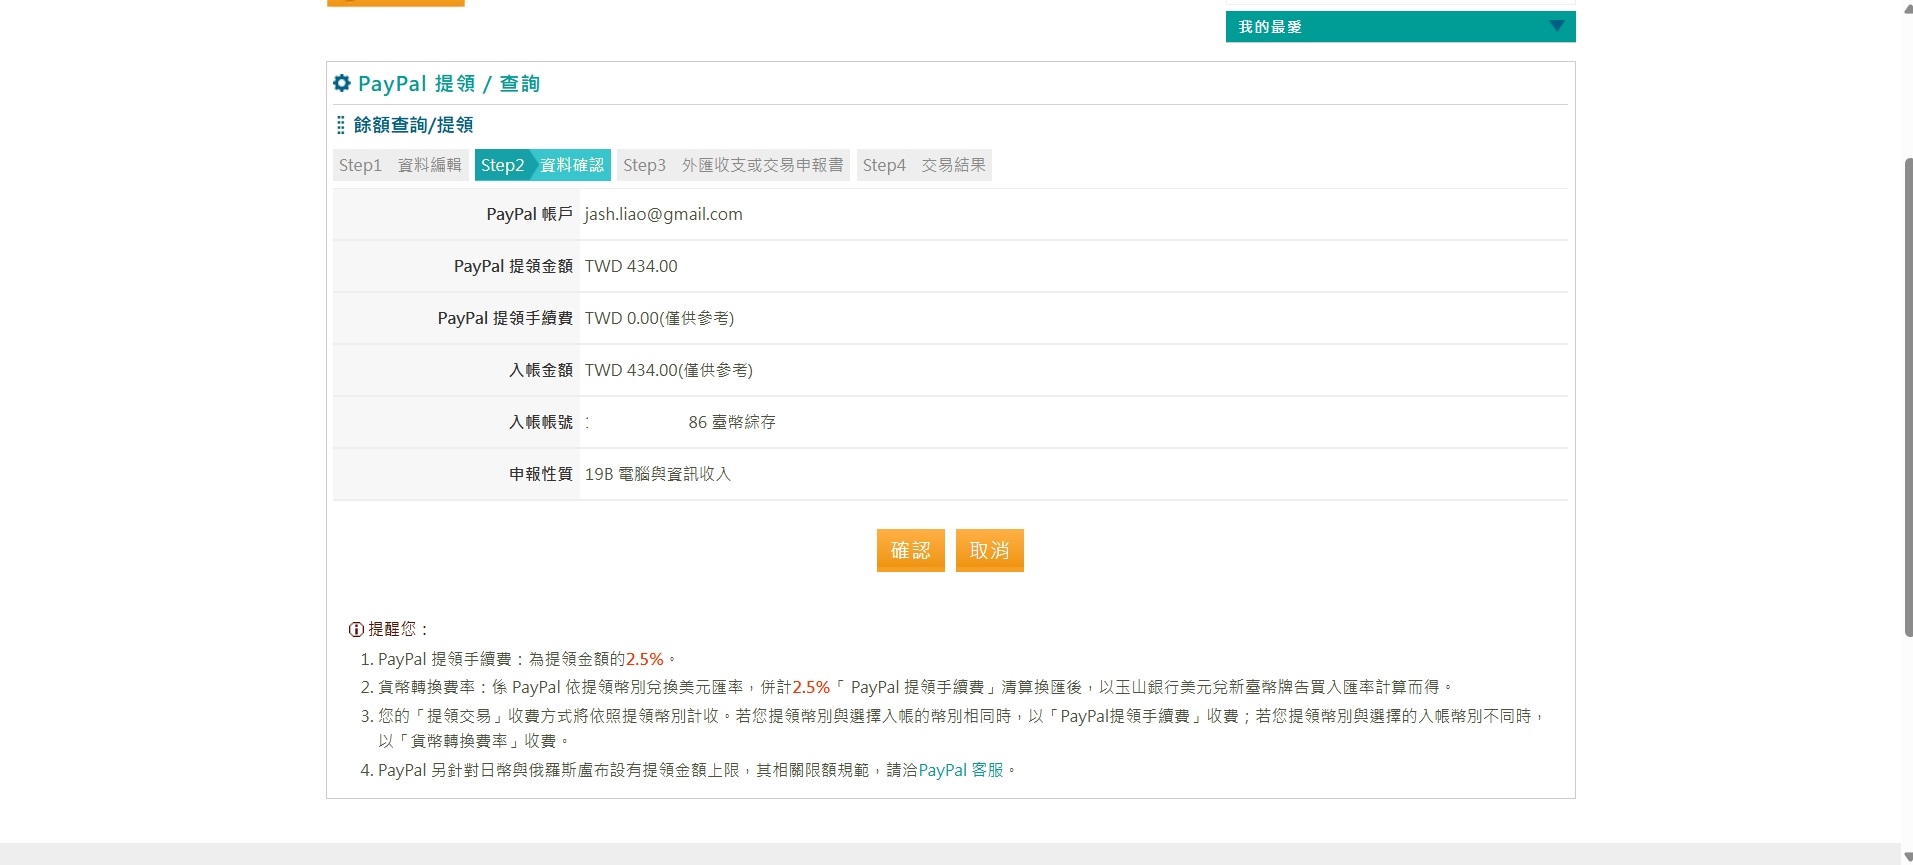 我的最愛
PayPal 提領 / 查詢
餘額查詢/提領
Step1 資料編輯 Step2 資料確認 Step3 外匯收支或交易申報書 Step4 交易結果
PayPal 帳戶 jash.liao@gmail.com
PayPal 提領金額 TWD 434.00
PayPal 提領手續費 TWD 0.00(僅供參考)
入帳金額 TWD 434.00(僅供參考)
入帳帳號 86 臺幣綜存
申報性質 19B 電腦與資訊收入
確認 取消
提醒您：
1. PayPal 提領手續費：為提領金額的2.5%。
2. 貨幣轉換費率：係 PayPal 依提領幣別兌換美元匯率，併計2.5%「 PayPal 提領手續費」清算換匯後，以玉山銀行美元兌新臺幣牌告買入匯率計算而得。
3. 您的「提領交易」收費方式將依照提領幣別計收。若您提領幣別與選擇入帳的幣別相同時，以「PayPal提領手續費」收費；若您提領幣別與選擇的入帳幣別不同時，
以「貨幣轉換費率」收費。
4. PayPal 另針對日幣與俄羅斯盧布設有提領金額上限，其相關限額規範，請洽PayPal 客服。